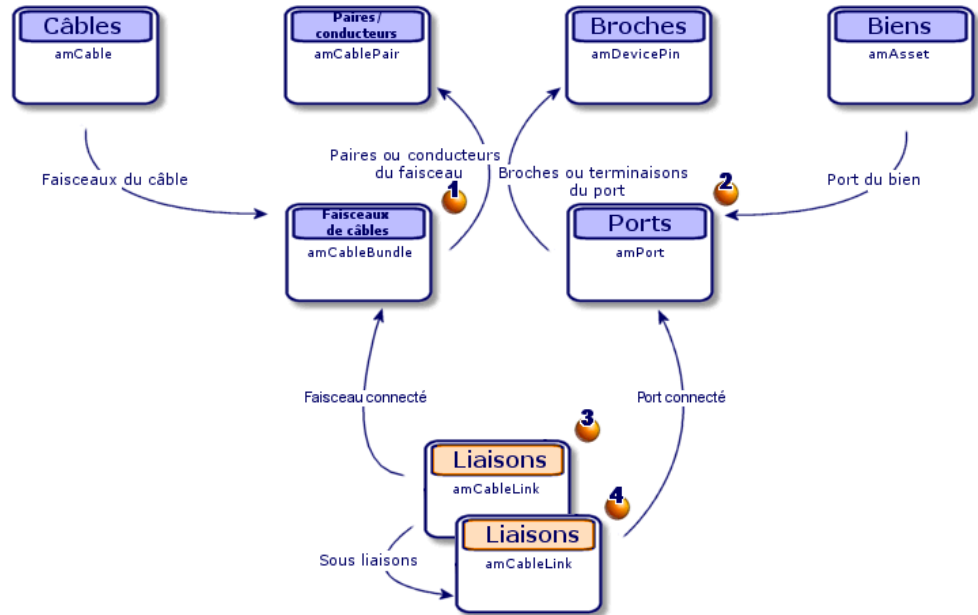 Câbles
amCable
Paires/
conducteurs
amCablePair
Broches
amDevicePin
Biens
amAsset
Faisceaux du câble
Paires ou conducteurs
du faisceau
Broches ou terminaisons
du port
Port du bien
1
2
Faisceaux
de câbles
amCableBundle
Ports
amPort
Faisceau connecté
Port connecté
3
Liaisons
amCableLink
4
Liaisons
amCableLink
Sous liaisons